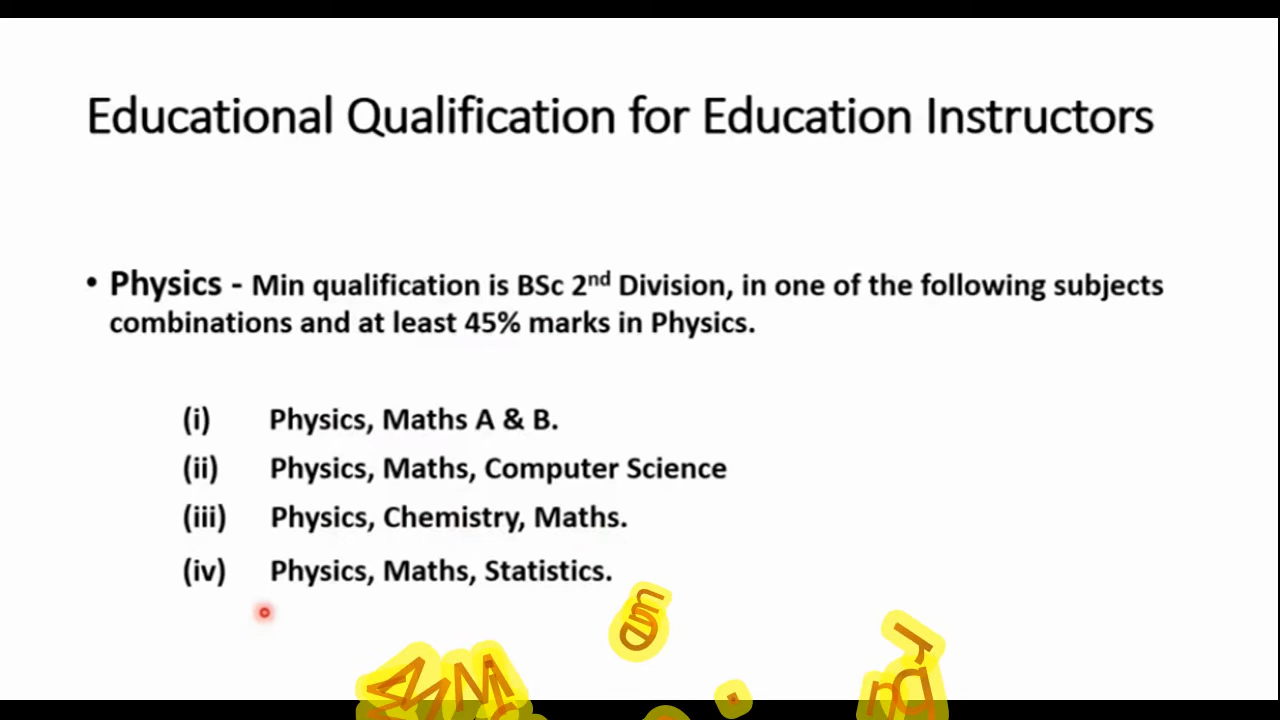 Educational Qualification for Education Instructors
• Physics - Min qualification is BSc 2nd Division, in one of the following subjects
combinations and at least 45% marks in Physics.
(i) Physics, Maths A & B.
(ii) Physics, Maths, Computer Science
(iii) Physics, Chemistry, Maths.
(iv) Physics, Maths, Statistics.